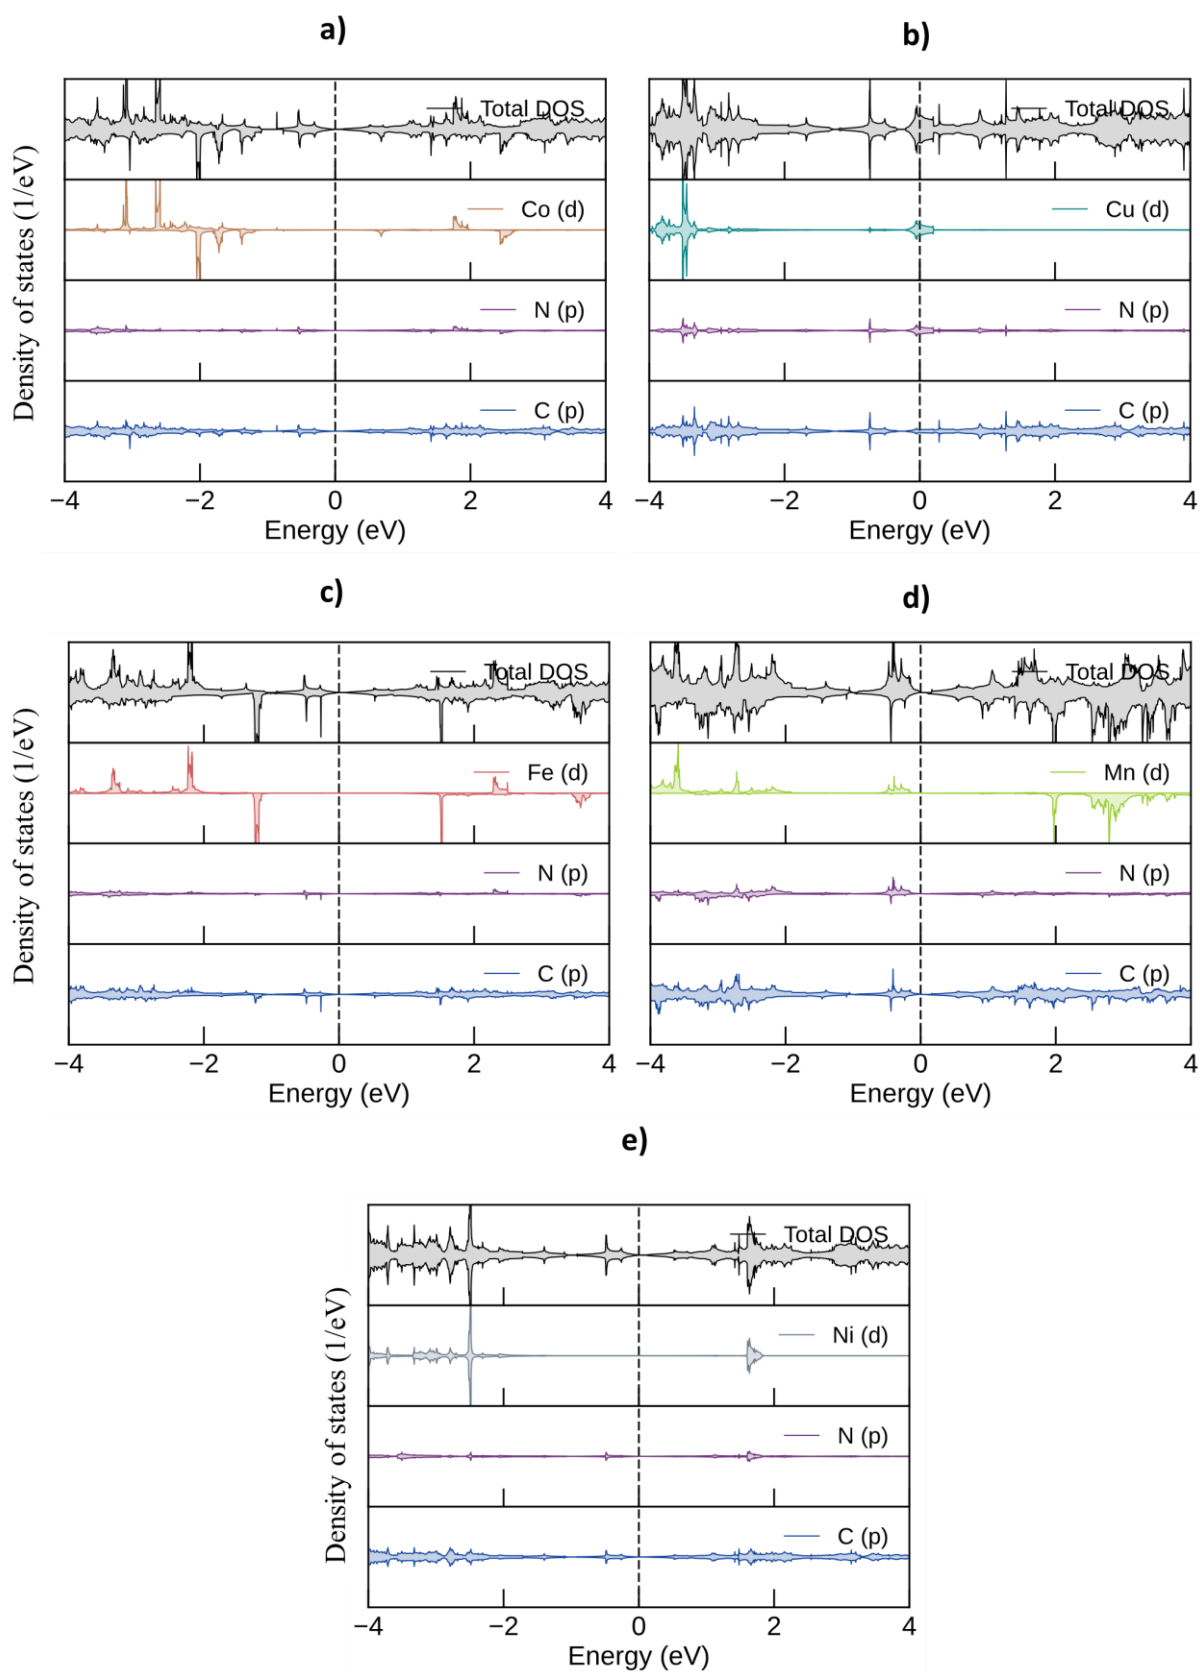 a)
Total DOS
Co (d)
N (p)
C (p)
Density of states (1/eV)
−4 −2 0 2 4
Energy (eV)
b)
Total DOS
Cu (d)
N (p)
C (p)
−4 −2 0 2 4
Energy (eV)
c)
Total DOS
Fe (d)
N (p)
C (p)
Density of states (1/eV)
−4 −2 0 2 4
Energy (eV)
d)
Total DOS
Mn (d)
N (p)
C (p)
−4 −2 0 2 4
Energy (eV)
e)
Total DOS
Ni (d)
N (p)
C (p)
Density of states (1/eV)
−4 −2 0 2 4
Energy (eV)